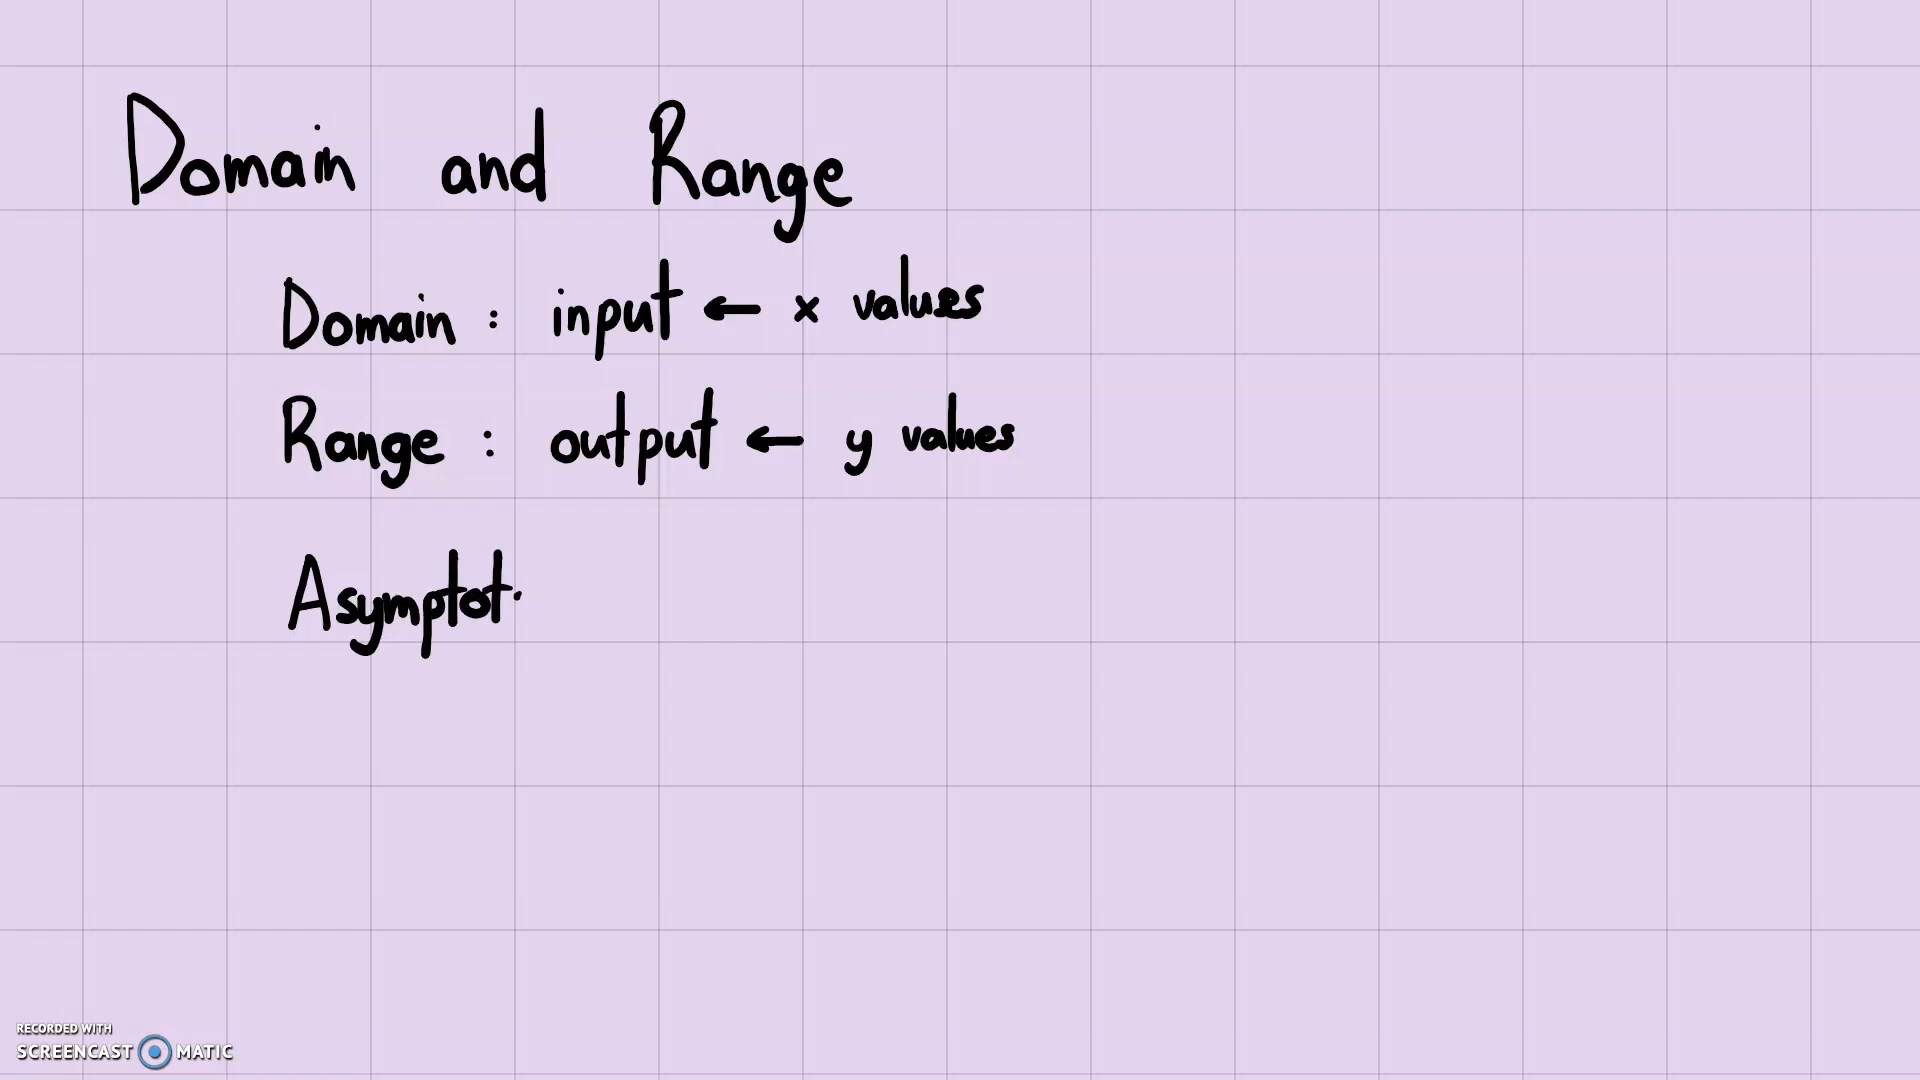 Domain and Range
Domain : input ← x values
Range : output ← y values
Asymptot
RECORDED WITH
SCREENCAST MATIC